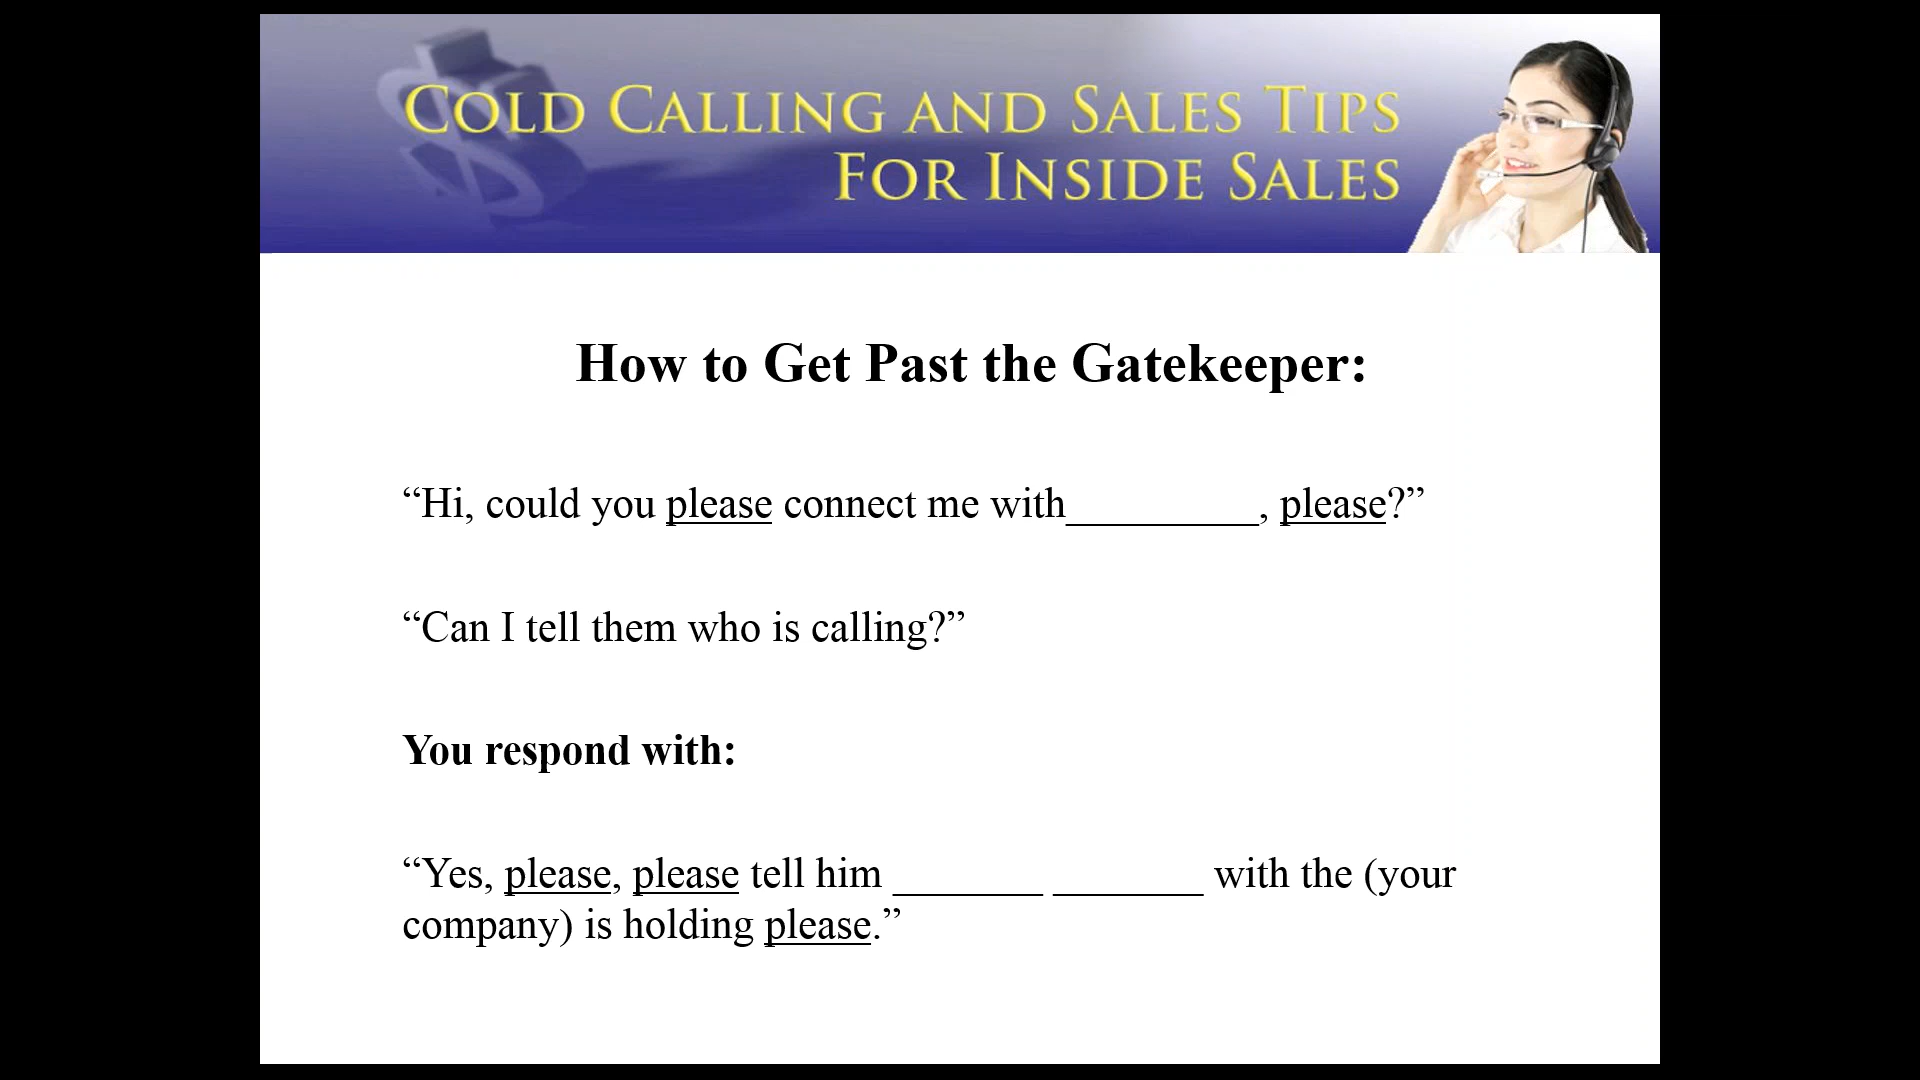 COLD CALLING AND SALES TIPS
FOR INSIDE SALES
How to Get Past the Gatekeeper:
“Hi, could you please connect me with_________, please?”
“Can I tell them who is calling?”
You respond with:
“Yes, please, please tell him _______ _______ with the (your
company) is holding please.”